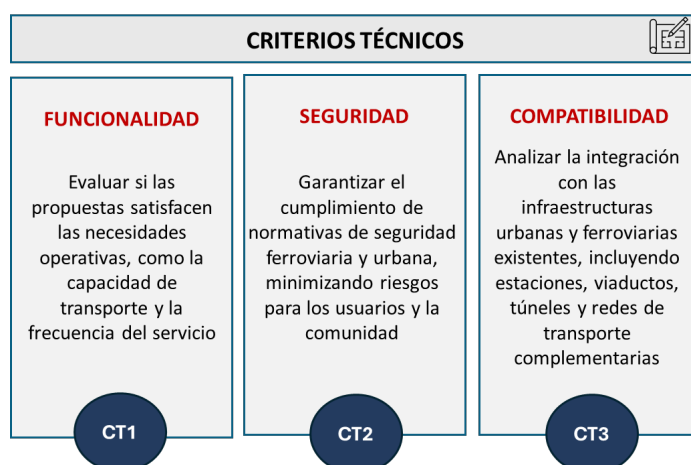 CRITERIOS TÉCNICOS
FUNCIONALIDAD
Evaluar si las
propuestas satisfacen
las necesidades
operativas, como la
capacidad de
transporte y la
frecuencia del servicio
CT1
SEGURIDAD
Garantizar el
cumplimiento de
normativas de seguridad
ferroviaria y urbana,
minimizando riesgos
para los usuarios y la
comunidad
CT2
COMPATIBILIDAD
Analizar la integración
con las
infraestructuras
urbanas y ferroviarias
existentes, incluyendo
estaciones, viaductos,
túneles y redes de
transporte
complementarias
CT3